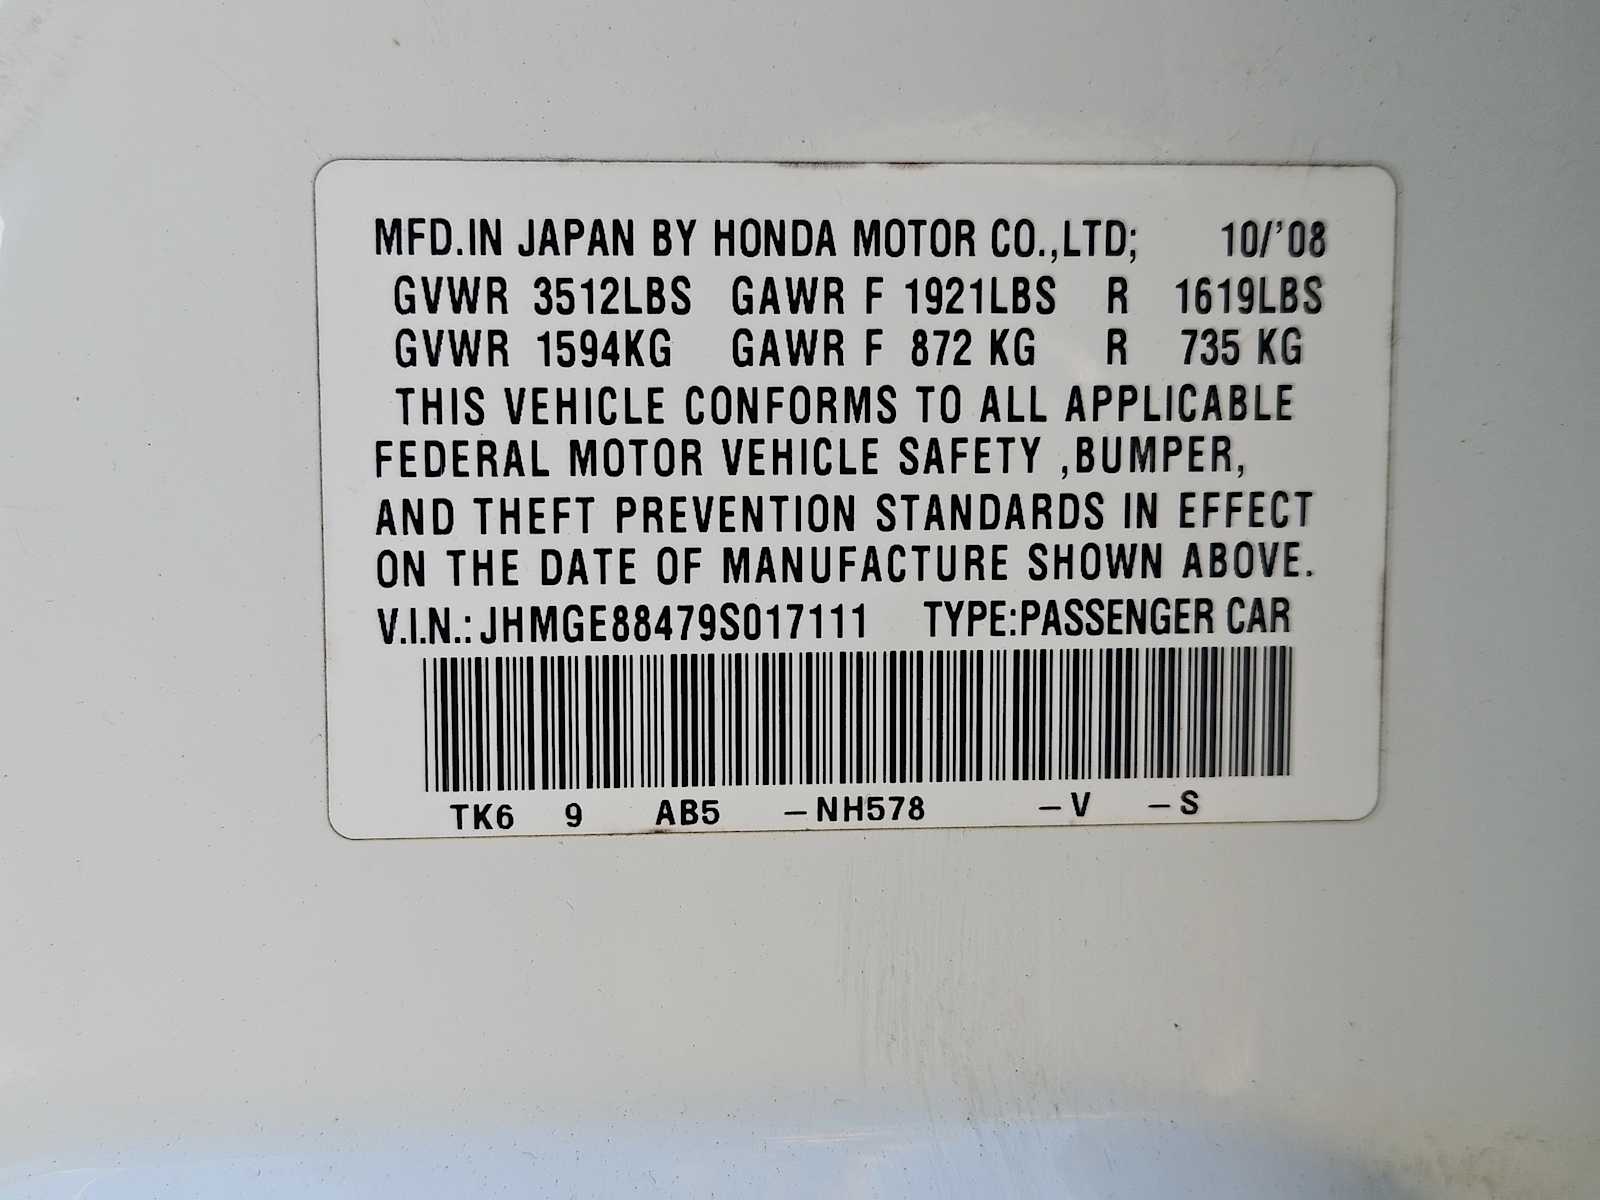 MFD.IN JAPAN BY HONDA MOTOR CO.,LTD; 10/'08
GVWR 3512LBS GAWR F 1921LBS R 1619LBS
GVWR 1594KG GAWR F 872 KG R 735 KG
THIS VEHICLE CONFORMS TO ALL APPLICABLE
FEDERAL MOTOR VEHICLE SAFETY ,BUMPER,
AND THEFT PREVENTION STANDARDS IN EFFECT
ON THE DATE OF MANUFACTURE SHOWN ABOVE.
V.I.N.: JHMGE88479S017111 TYPE:PASSENGER CAR
TK6 9 AB5 –NH578 –V –S